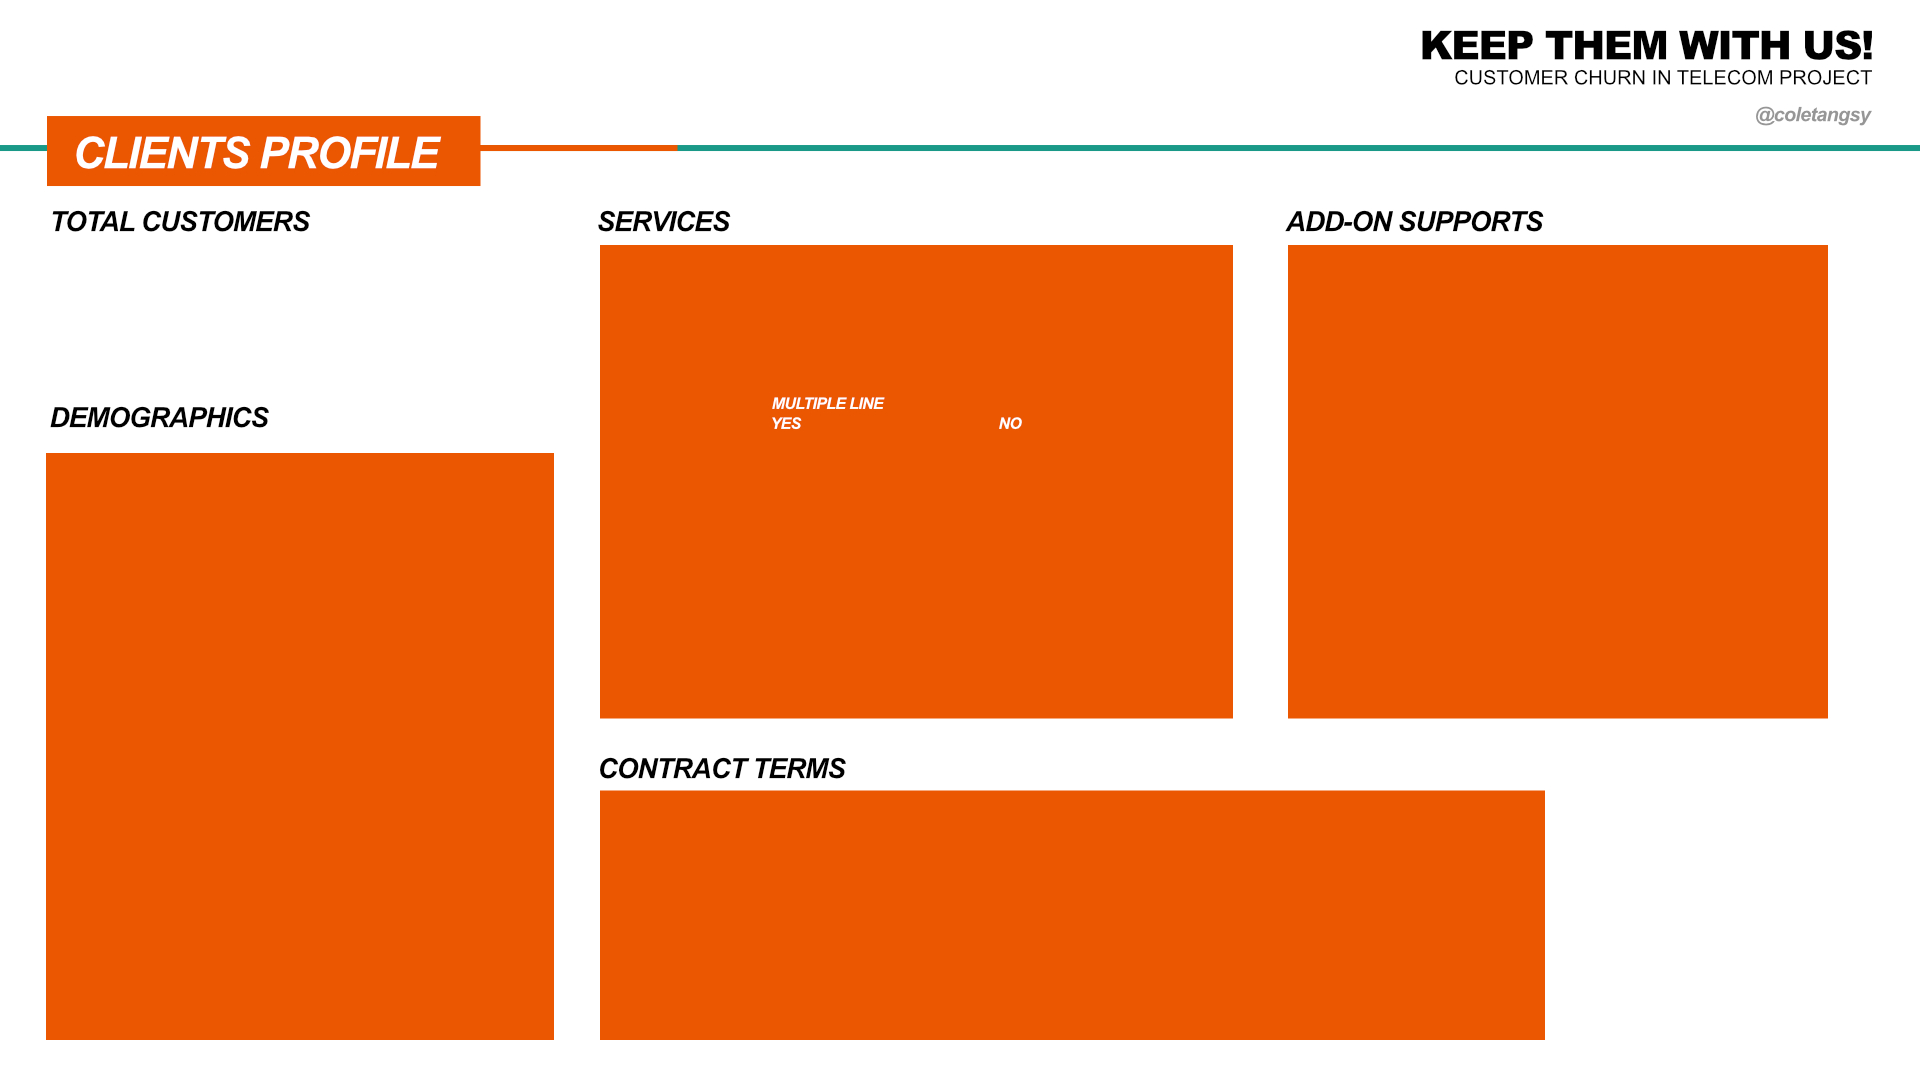 KEEP THEM WITH US!
CUSTOMER CHURN IN TELECOM PROJECT
@coletangsy
CLIENTS PROFILE
TOTAL CUSTOMERS
DEMOGRAPHICS
SERVICES
MULTIPLE LINE
YES NO
ADD-ON SUPPORTS
CONTRACT TERMS